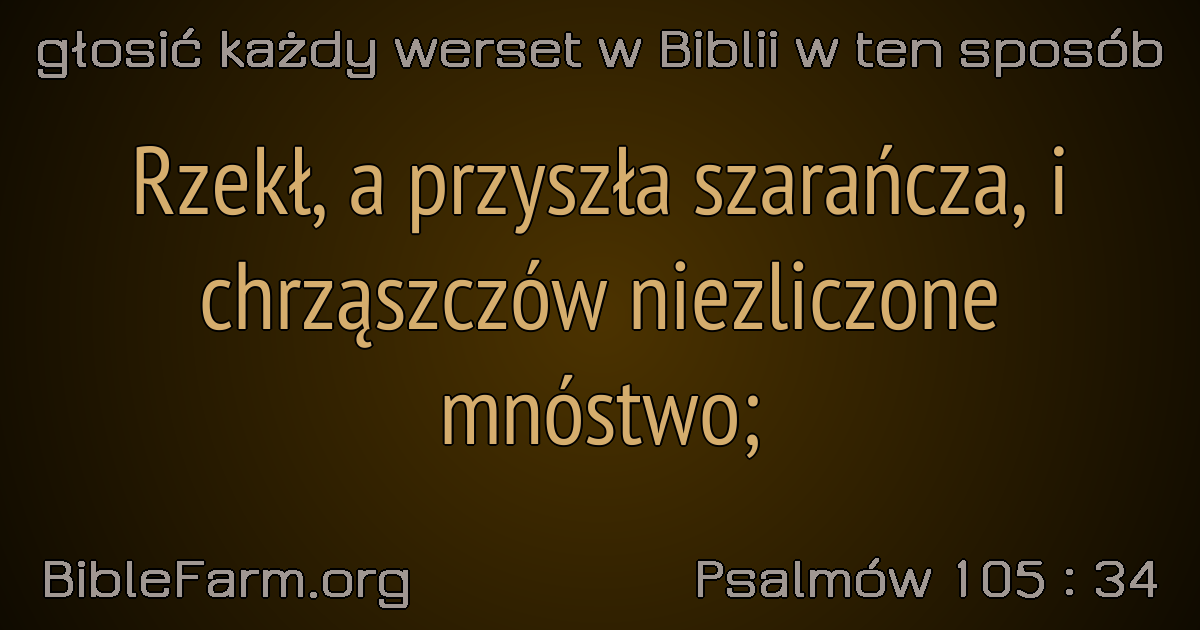 głosić każdy werset w Biblii w ten sposób
Rzekł, a przyszła szarańcza, i
chrząszczów niezliczone
mnóstwo;
BibleFarm.org
Psalmów 105 : 34